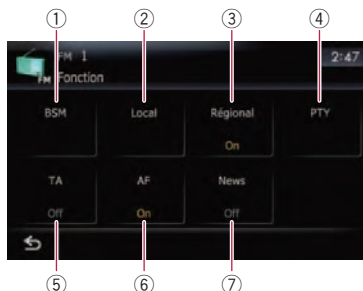 ① ② ③ ④
FM 1
2:47
FM Fonction
BSM Local Régional PTY
On
TA AF News
Off On Off
⑤ ⑥ ⑦